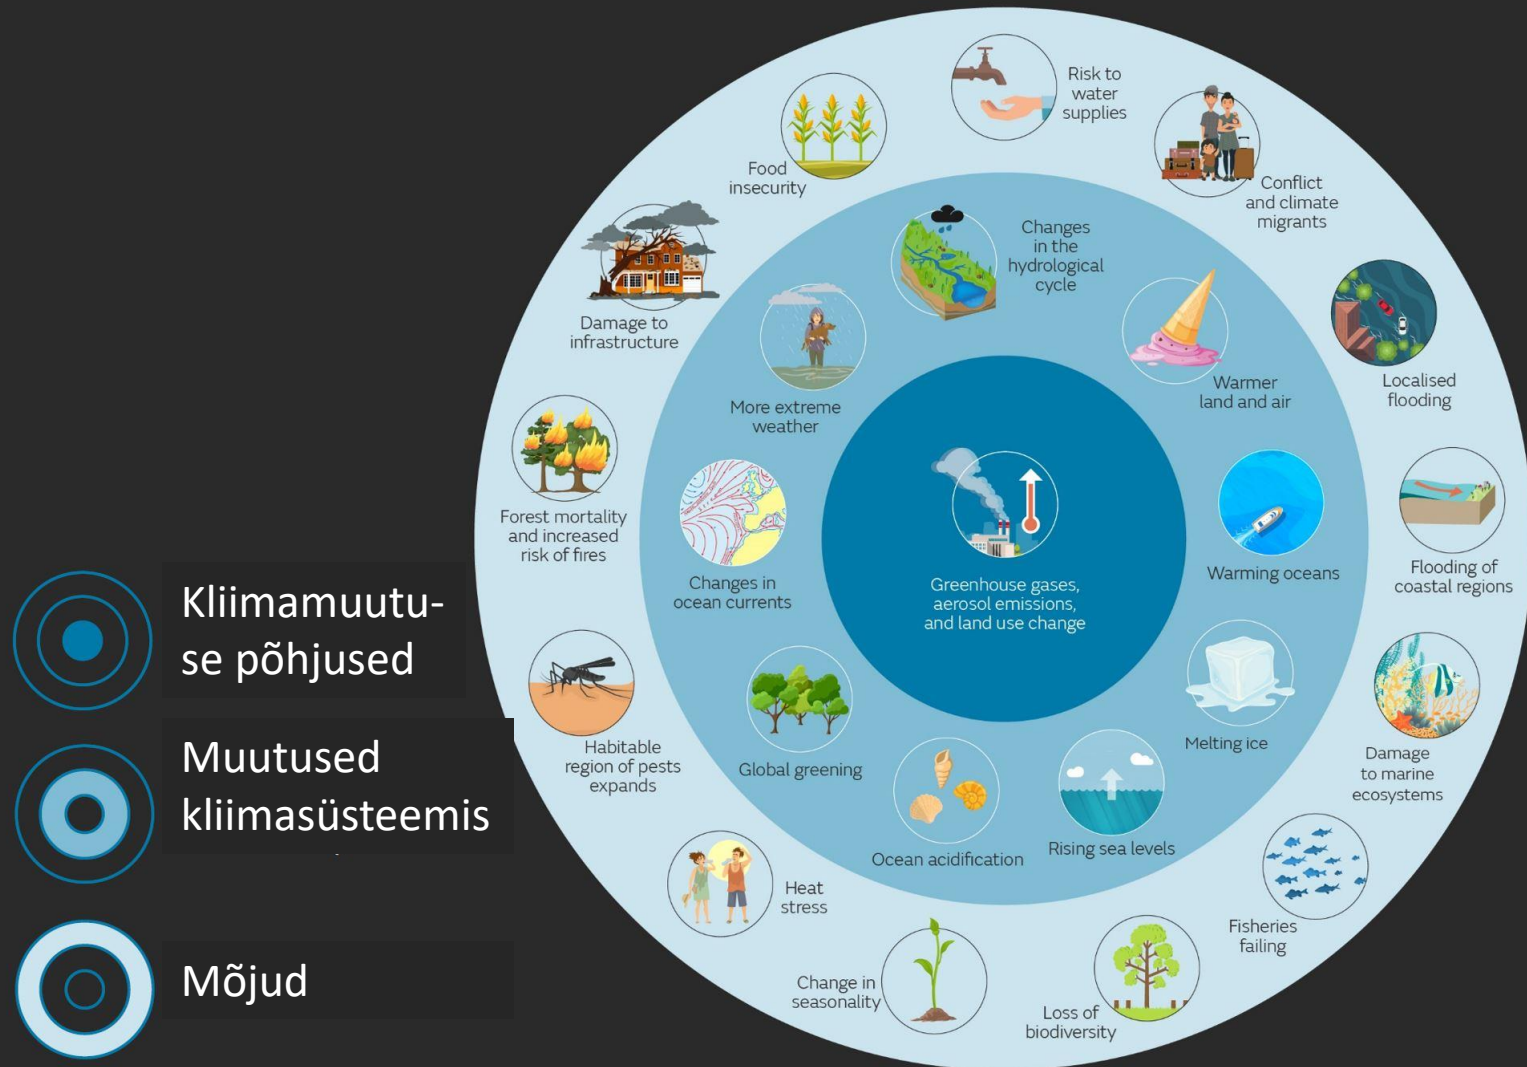 Kliimamuutu-
se põhjused
Muutused
kliimasüsteemis
Mõjud
Risk to
water
supplies
Conflict
and climate
migrants
Localised
flooding
Flooding of
coastal regions
Damage
to marine
ecosystems
Fisheries
failing
Loss of
biodiversity
Change in
seasonality
Heat
stress
Habitable
region of pests
expands
Forest mortality
and increased
risk of fires
Damage to
infrastructure
Food
insecurity
Changes
in the
hydrological
cycle
Warmer
land and air
Warming oceans
Melting ice
Rising sea levels
Ocean acidification
Global greening
Changes in
ocean currents
More extreme
weather
Greenhouse gases,
aerosol emissions,
and land use change